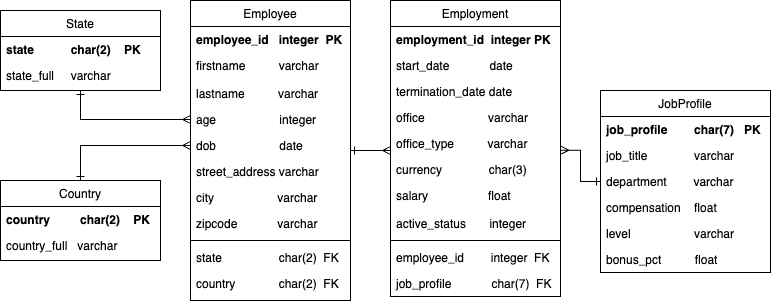 State
state char(2) PK
state_full varchar
Country
country char(2) PK
country_full varchar
Employee
employee_id integer PK
firstname varchar
lastname varchar
age integer
dob date
street_address varchar
city varchar
zipcode varchar
state char(2) FK
country char(2) FK
Employment
employment_id integer PK
start_date date
termination_date date
office varchar
office_type varchar
currency char(3)
salary float
active_status integer
employee_id integer FK
job_profile char(7) FK
JobProfile
job_profile char(7) PK
job_title varchar
department varchar
compensation float
level varchar
bonus_pct float